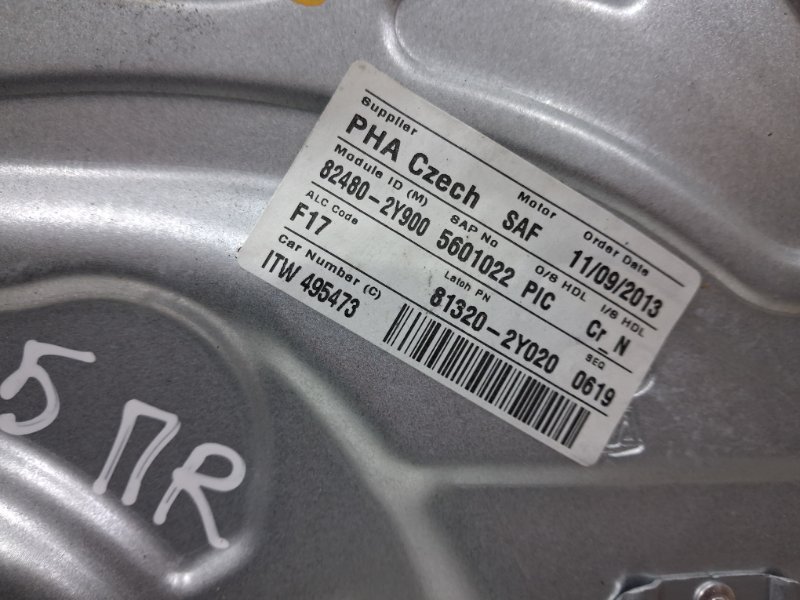 Supplier Motor Order Date
PHA Czech SAF 11/09/2013
Module ID (M) SAP No O/S HDL I/S HDL
82480-2Y900 5601022 PIC Cr_N
ALC Code Latch PN SEQ
F17 81320-2Y020 0619
Car Number (C)
ITW 495473
5 ПR